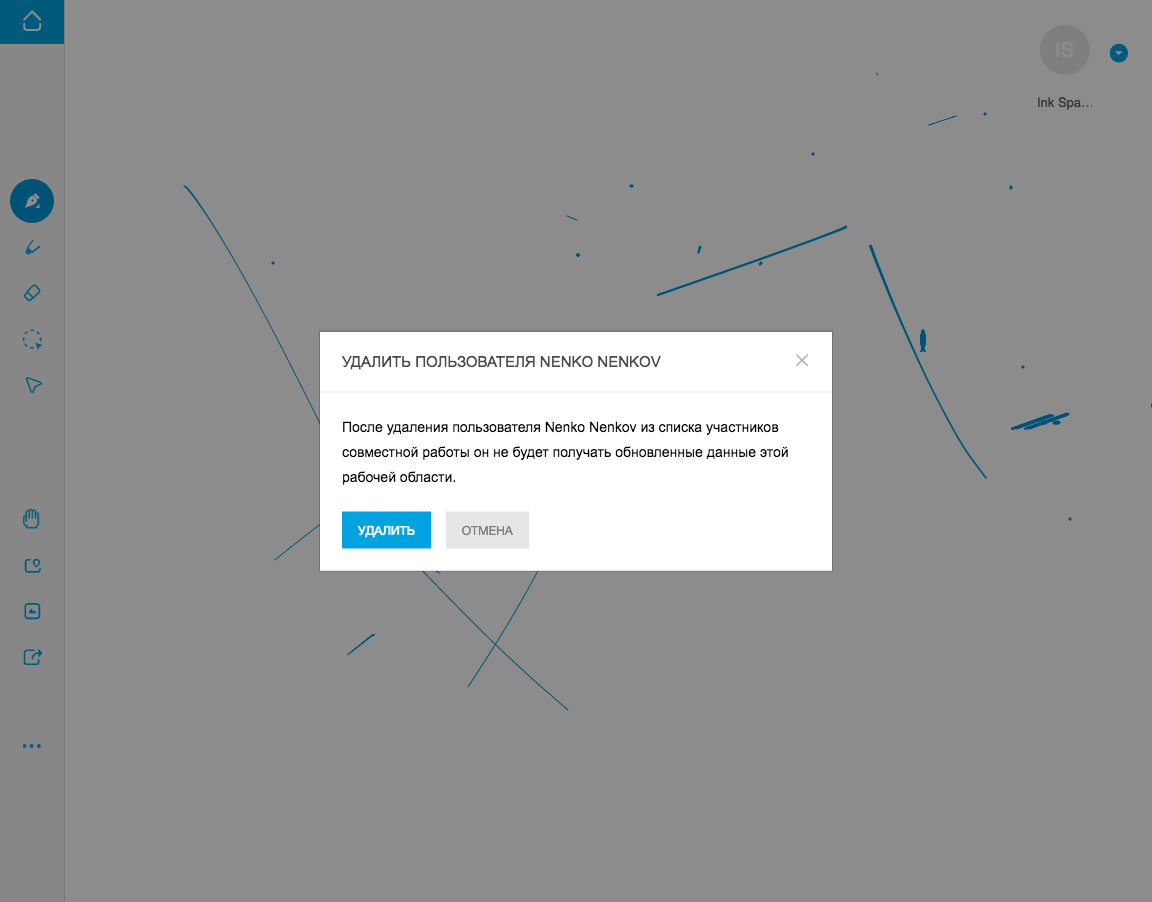 IS
Ink Spa...
УДАЛИТЬ ПОЛЬЗОВАТЕЛЯ NENKO NENKOV
После удаления пользователя Nenko Nenkov из списка участников
совместной работы он не будет получать обновленные данные этой
рабочей области.
УДАЛИТЬ
ОТМЕНА